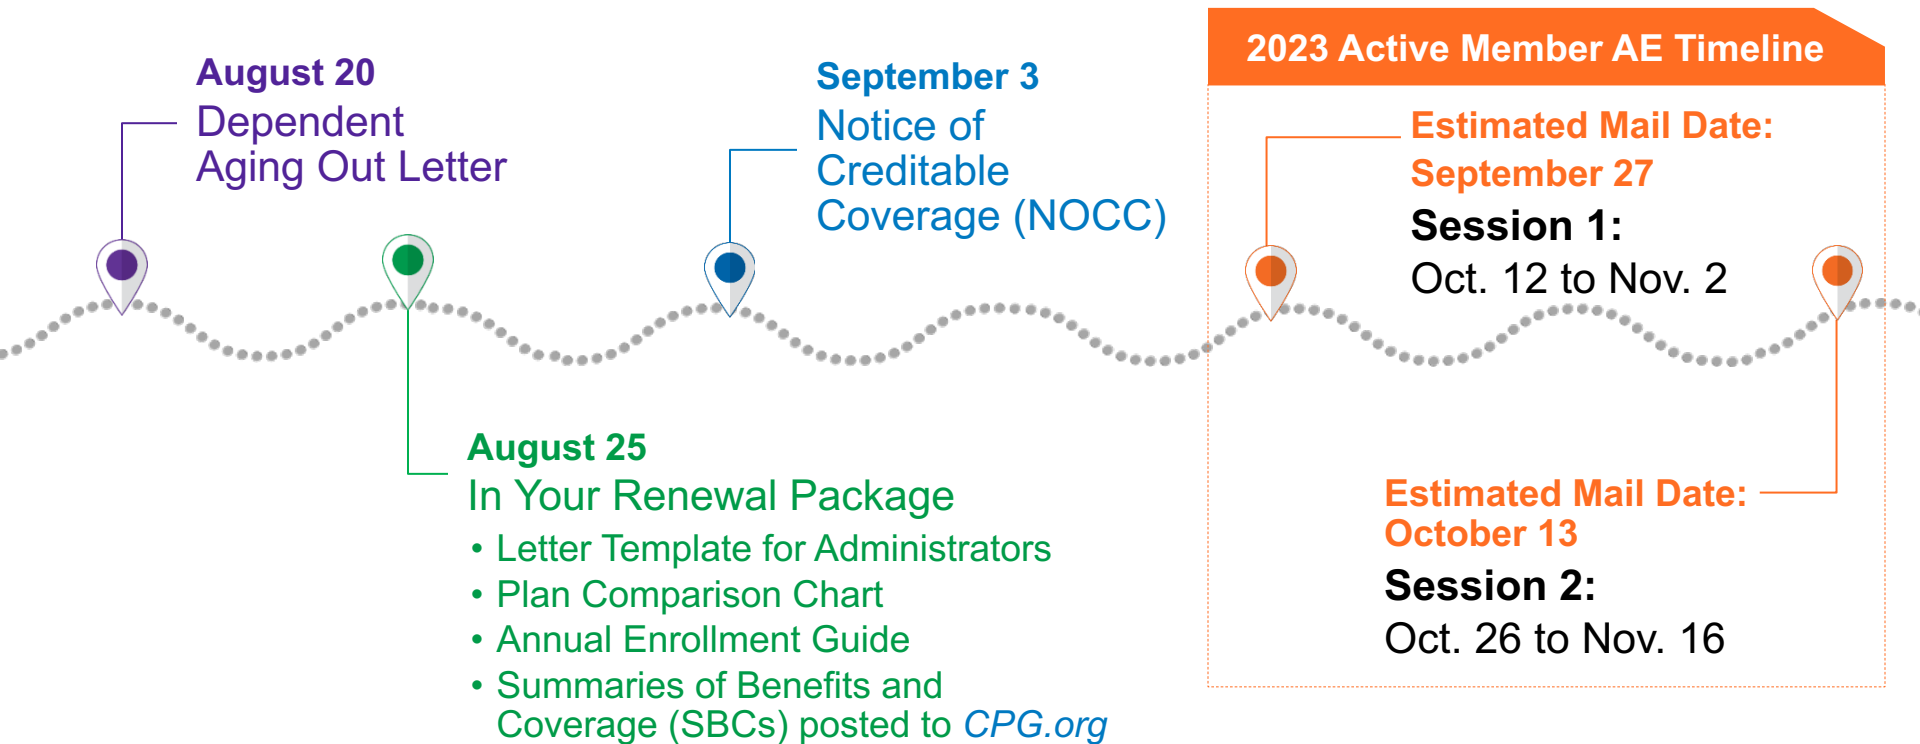 August 20
Dependent
Aging Out Letter
August 25
In Your Renewal Package
• Letter Template for Administrators
• Plan Comparison Chart
• Annual Enrollment Guide
• Summaries of Benefits and
Coverage (SBCs) posted to CPG.org
September 3
Notice of
Creditable
Coverage (NOCC)
2023 Active Member AE Timeline
Estimated Mail Date:
September 27
Session 1:
Oct. 12 to Nov. 2
Estimated Mail Date:
October 13
Session 2:
Oct. 26 to Nov. 16